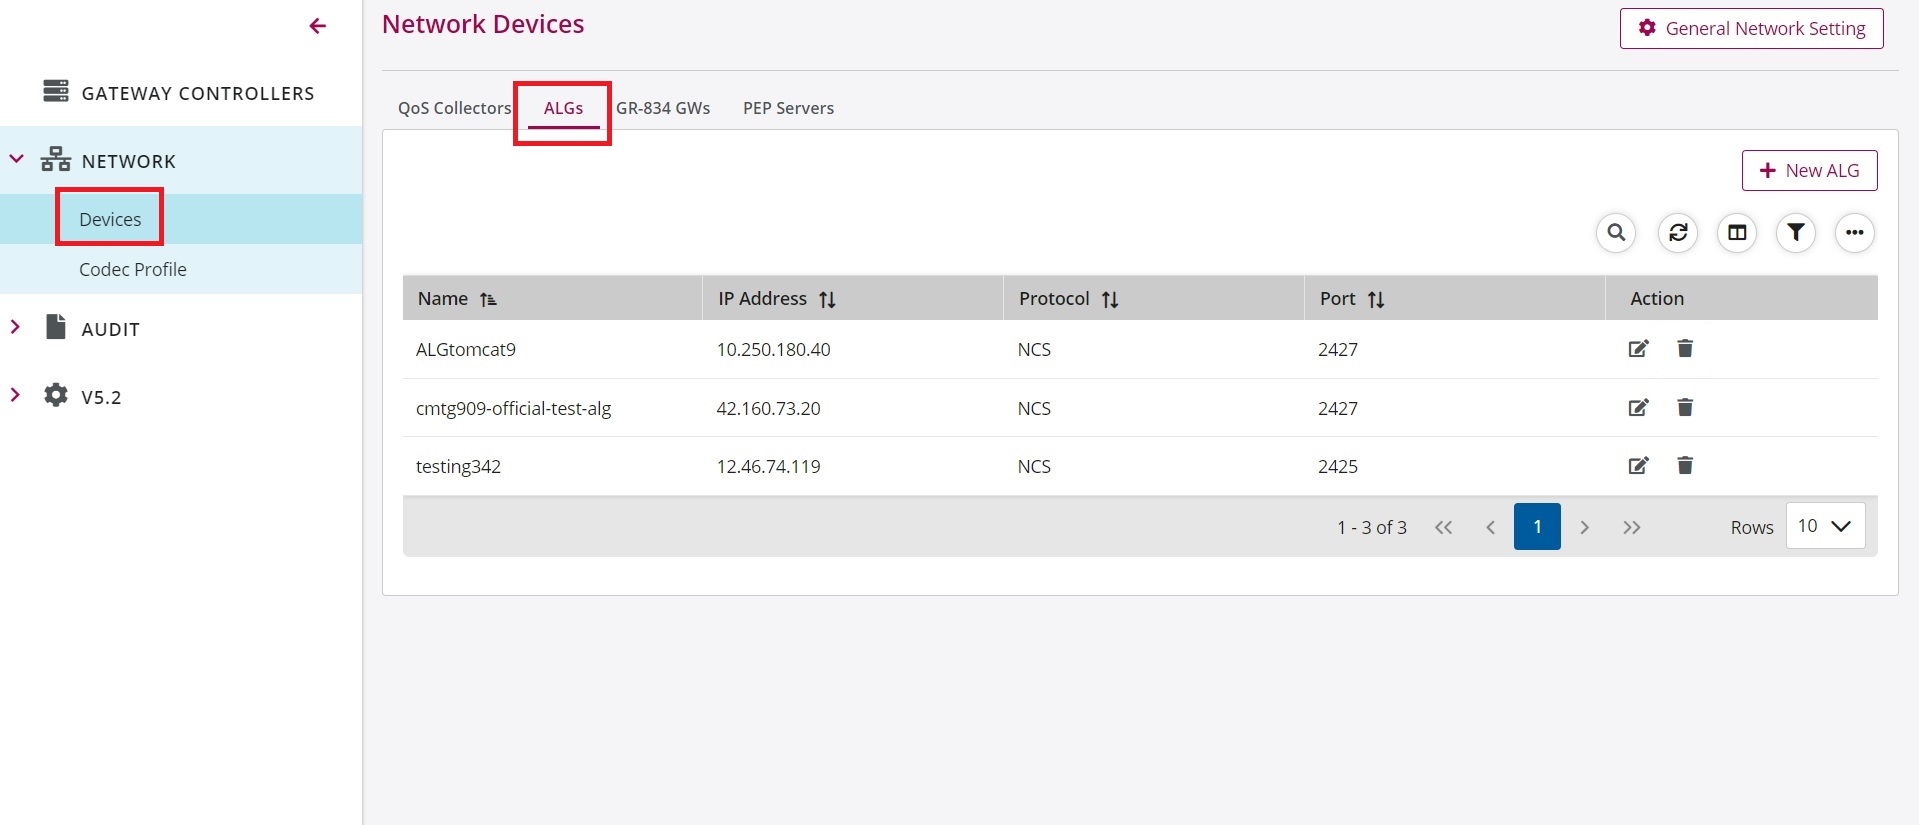 Network Devices
General Network Setting
GATEWAY CONTROLLERS
NETWORK
Devices
Codec Profile
AUDIT
V5.2
QoS Collectors ALGs GR-834 GWs PEP Servers
New ALG
Name IP Address Protocol Port Action
ALGtomcat9 10.250.180.40 NCS 2427
cmtg909-official-test-alg 42.160.73.20 NCS 2427
testing342 12.46.74.119 NCS 2425
1 - 3 of 3 << < 1 > >> Rows 10